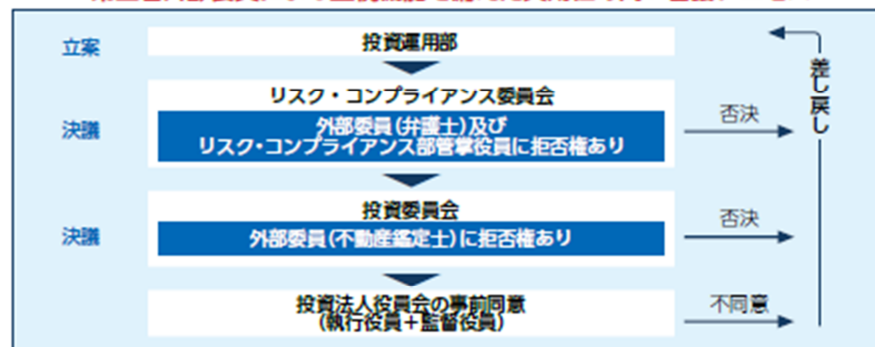 立案
投資運用部
リスク・コンプライアンス委員会
決議
外部委員(弁護士)及び
リスク・コンプライアンス部管掌役員に拒否権あり
否決
投資委員会
決議
外部委員(不動産鑑定士)に拒否権あり
否決
投資法人役員会の事前同意
(執行役員+監督役員)
不同意
差し戻し